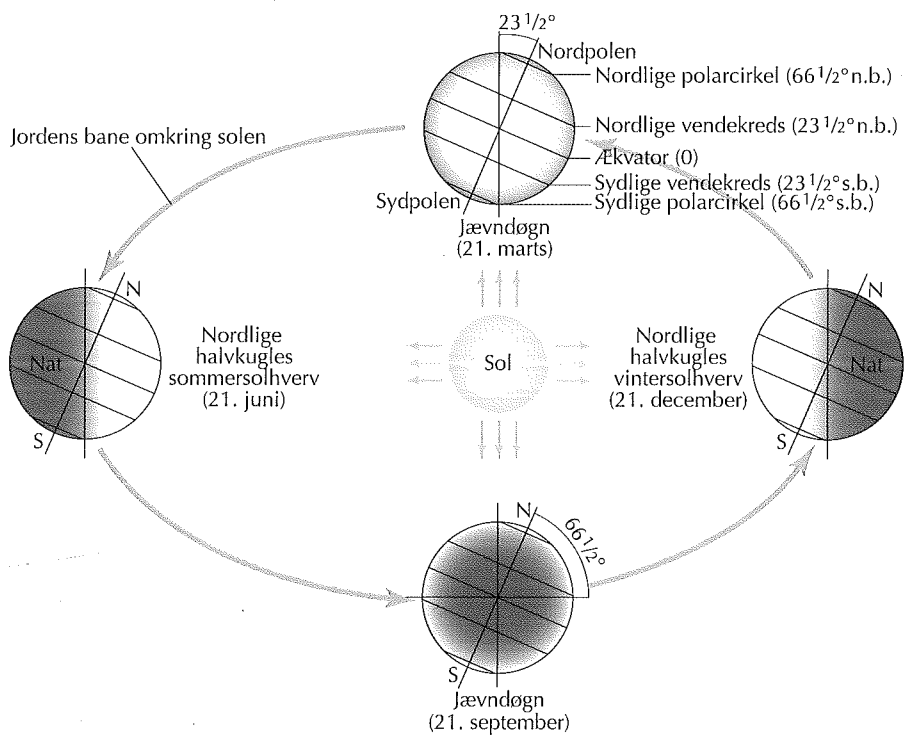 23 1/2°
Nordpolen
Nordlige polarcirkel (66 1/2° n.b.)
Jordens bane omkring solen
Nordlige vendekreds (23 1/2° n.b.)
Ækvator (0)
Sydlige vendekreds (23 1/2° s.b.)
Sydpolen
Sydlige polarcirkel (66 1/2° s.b.)
Jævndøgn
(21. marts)
N
Nat
S
Nordlige
halvkugles
sommersolhverv
(21. juni)
Sol
Nordlige
halvkugles
vintersolhverv
(21. december)
N
Nat
S
N
66 1/2°
S
Jævndøgn
(21. september)